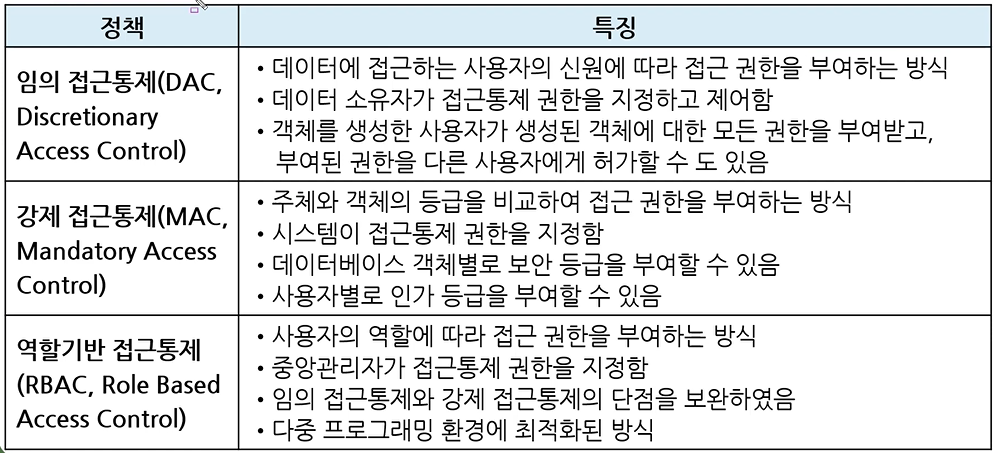 정책
특징
임의 접근통제(DAC,
Discretionary
Access Control)
• 데이터에 접근하는 사용자의 신원에 따라 접근 권한을 부여하는 방식
• 데이터 소유자가 접근통제 권한을 지정하고 제어함
• 객체를 생성한 사용자가 생성된 객체에 대한 모든 권한을 부여받고,
부여된 권한을 다른 사용자에게 허가할 수 도 있음
강제 접근통제(MAC,
Mandatory Access
Control)
• 주체와 객체의 등급을 비교하여 접근 권한을 부여하는 방식
• 시스템이 접근통제 권한을 지정함
• 데이터베이스 객체별로 보안 등급을 부여할 수 있음
• 사용자별로 인가 등급을 부여할 수 있음
역할기반 접근통제
(RBAC, Role Based
Access Control)
• 사용자의 역할에 따라 접근 권한을 부여하는 방식
• 중앙관리자가 접근통제 권한을 지정함
• 임의 접근통제와 강제 접근통제의 단점을 보완하였음
• 다중 프로그래밍 환경에 최적화된 방식